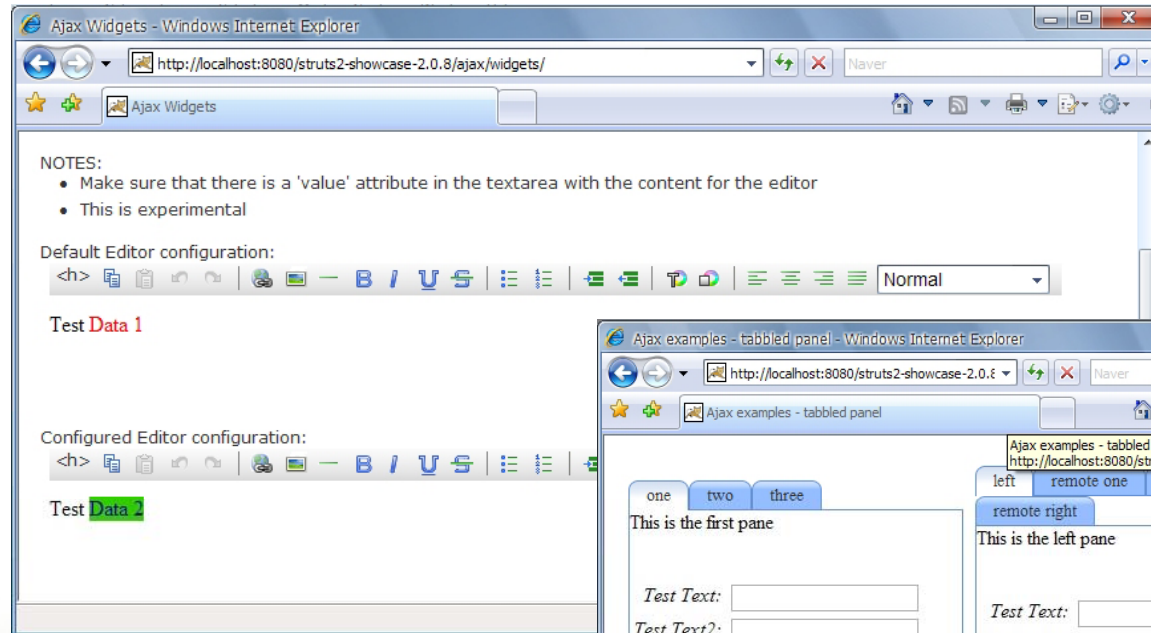 Ajax Widgets - Windows Internet Explorer
http://localhost:8080/struts2-showcase-2.0.8/ajax/widgets/
Naver
Ajax Widgets
NOTES:
Make sure that there is a 'value' attribute in the textarea with the content for the editor
This is experimental
Default Editor configuration:
<h> B I U S Normal
Test Data 1
Configured Editor configuration:
<h> B I U S
Test Data 2
Ajax examples - tabbled panel - Windows Internet Explorer
http://localhost:8080/struts2-showcase-2.0.8
Naver
Ajax examples - tabbled panel
Ajax examples - tabbled
http://localhost:8080/str
one two three
left remote one
remote right
This is the first pane
This is the left pane
Test Text:
Test Text:
Test Text2: